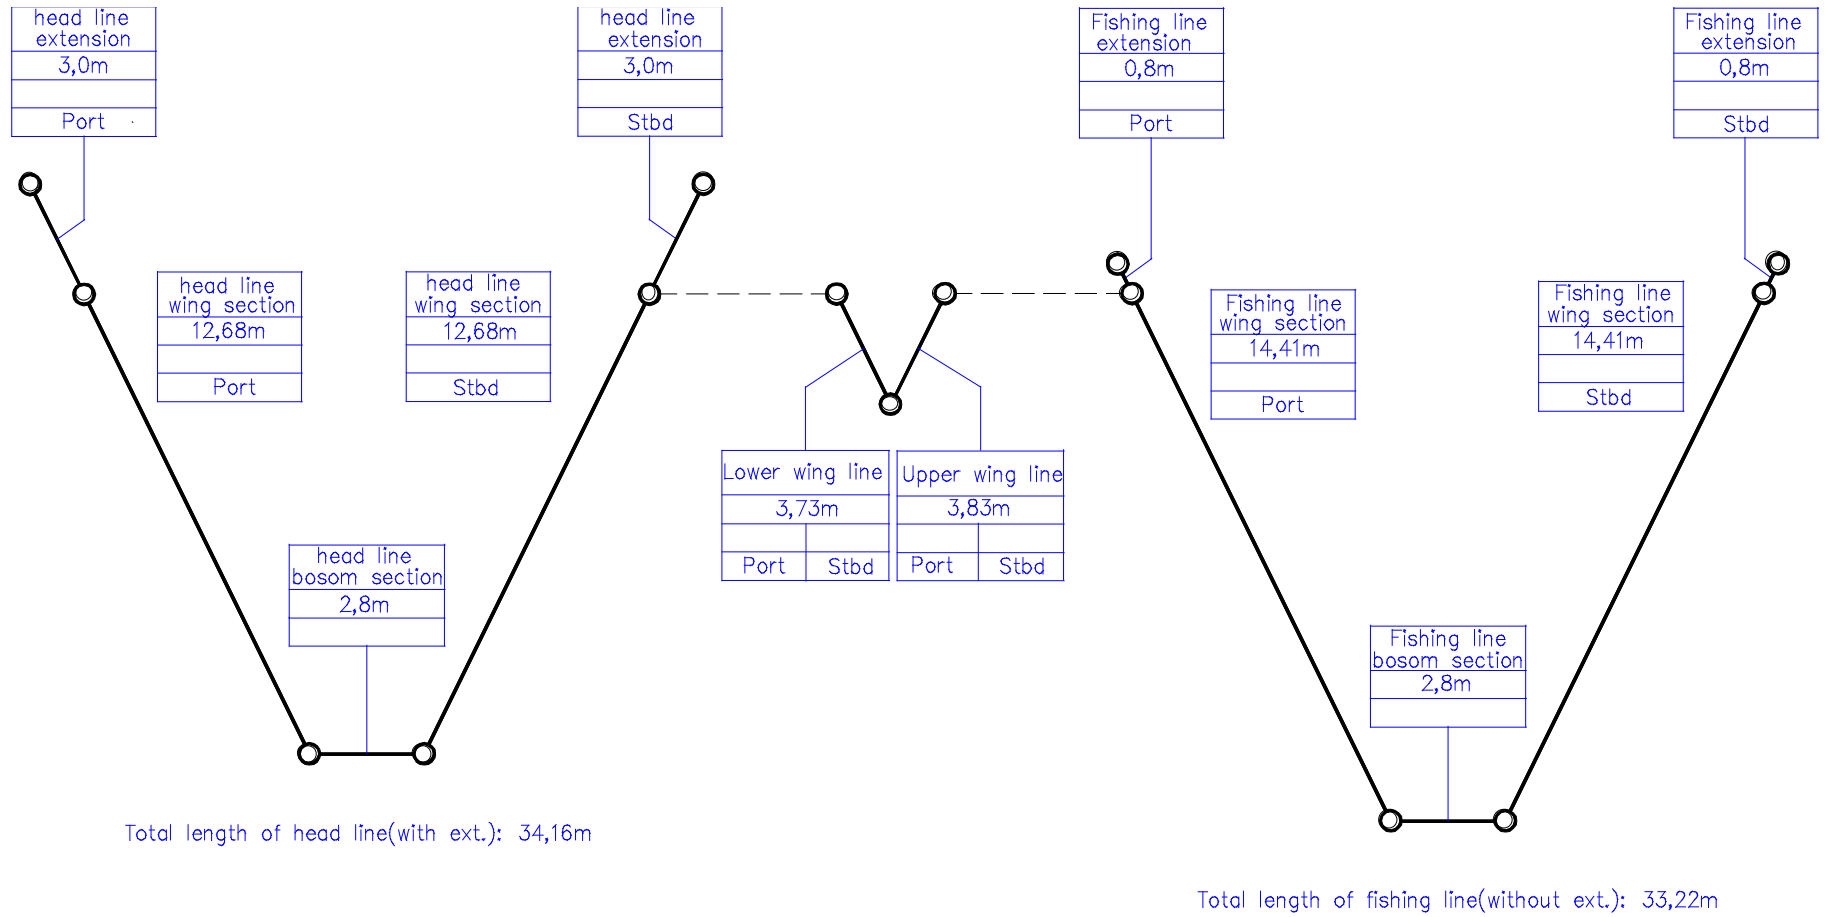 head line
extension
3,0m
Port
head line
extension
3,0m
Stbd
Fishing line
extension
0,8m
Port
Fishing line
extension
0,8m
Stbd
head line
wing section
12,68m
Port
head line
wing section
12,68m
Stbd
Fishing line
wing section
14,41m
Port
Fishing line
wing section
14,41m
Stbd
Lower wing line
3,73m
Port Stbd
Upper wing line
3,83m
Port Stbd
head line
bosom section
2,8m
Fishing line
bosom section
2,8m
Total length of head line(with ext.): 34,16m
Total length of fishing line(without ext.): 33,22m